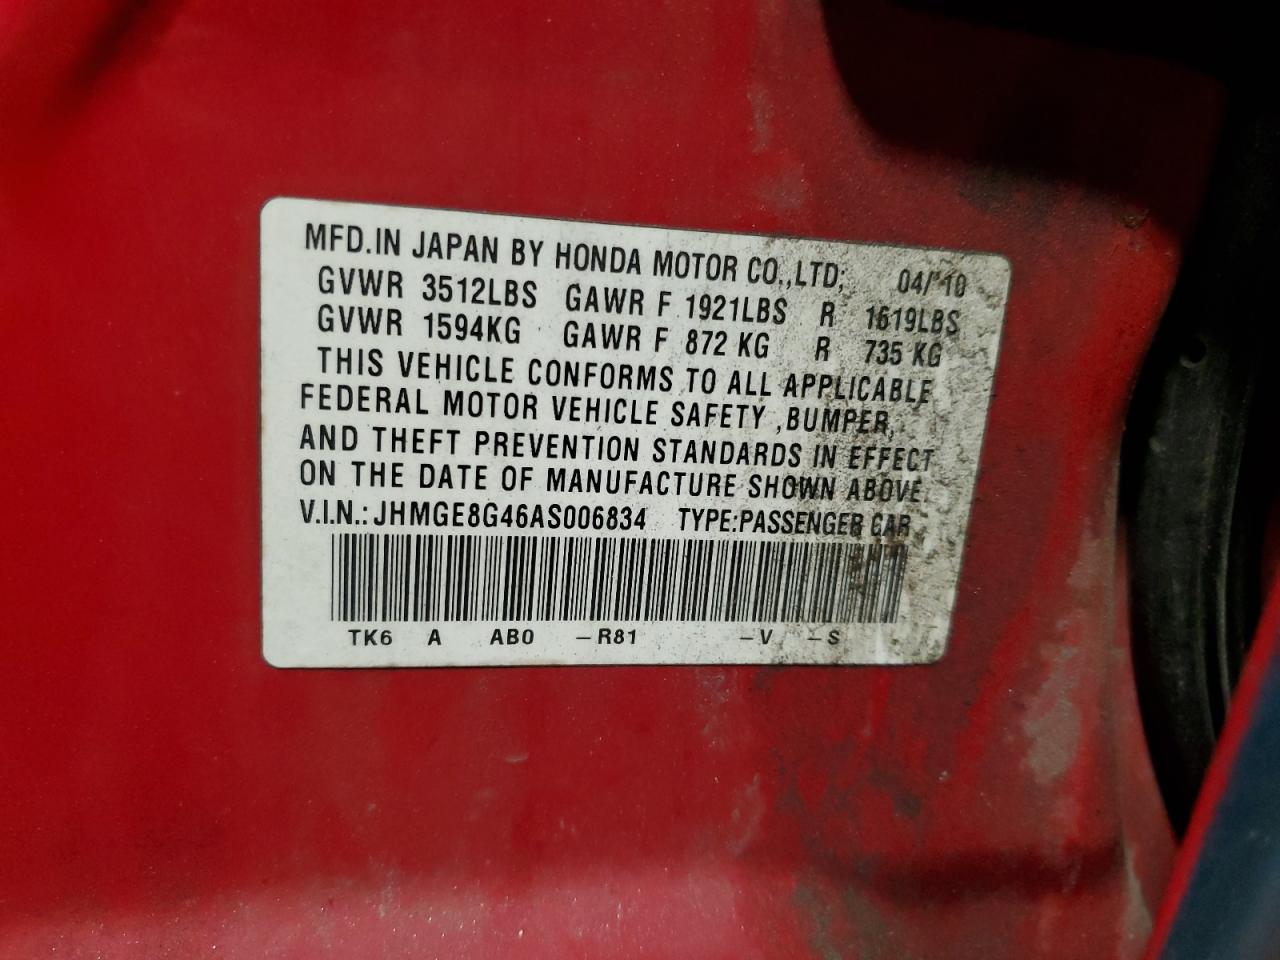 MFD.IN JAPAN BY HONDA MOTOR CO.,LTD; 04/'10
GVWR 3512LBS GAWR F 1921LBS R 1619LBS
GVWR 1594KG GAWR F 872 KG R 735 KG
THIS VEHICLE CONFORMS TO ALL APPLICABLE
FEDERAL MOTOR VEHICLE SAFETY ,BUMPER,
AND THEFT PREVENTION STANDARDS IN EFFECT
ON THE DATE OF MANUFACTURE SHOWN ABOVE.
V.I.N.: JHMGE8G46AS006834 TYPE:PASSENGER CAR
TK6 A AB0 -R81 -V -S